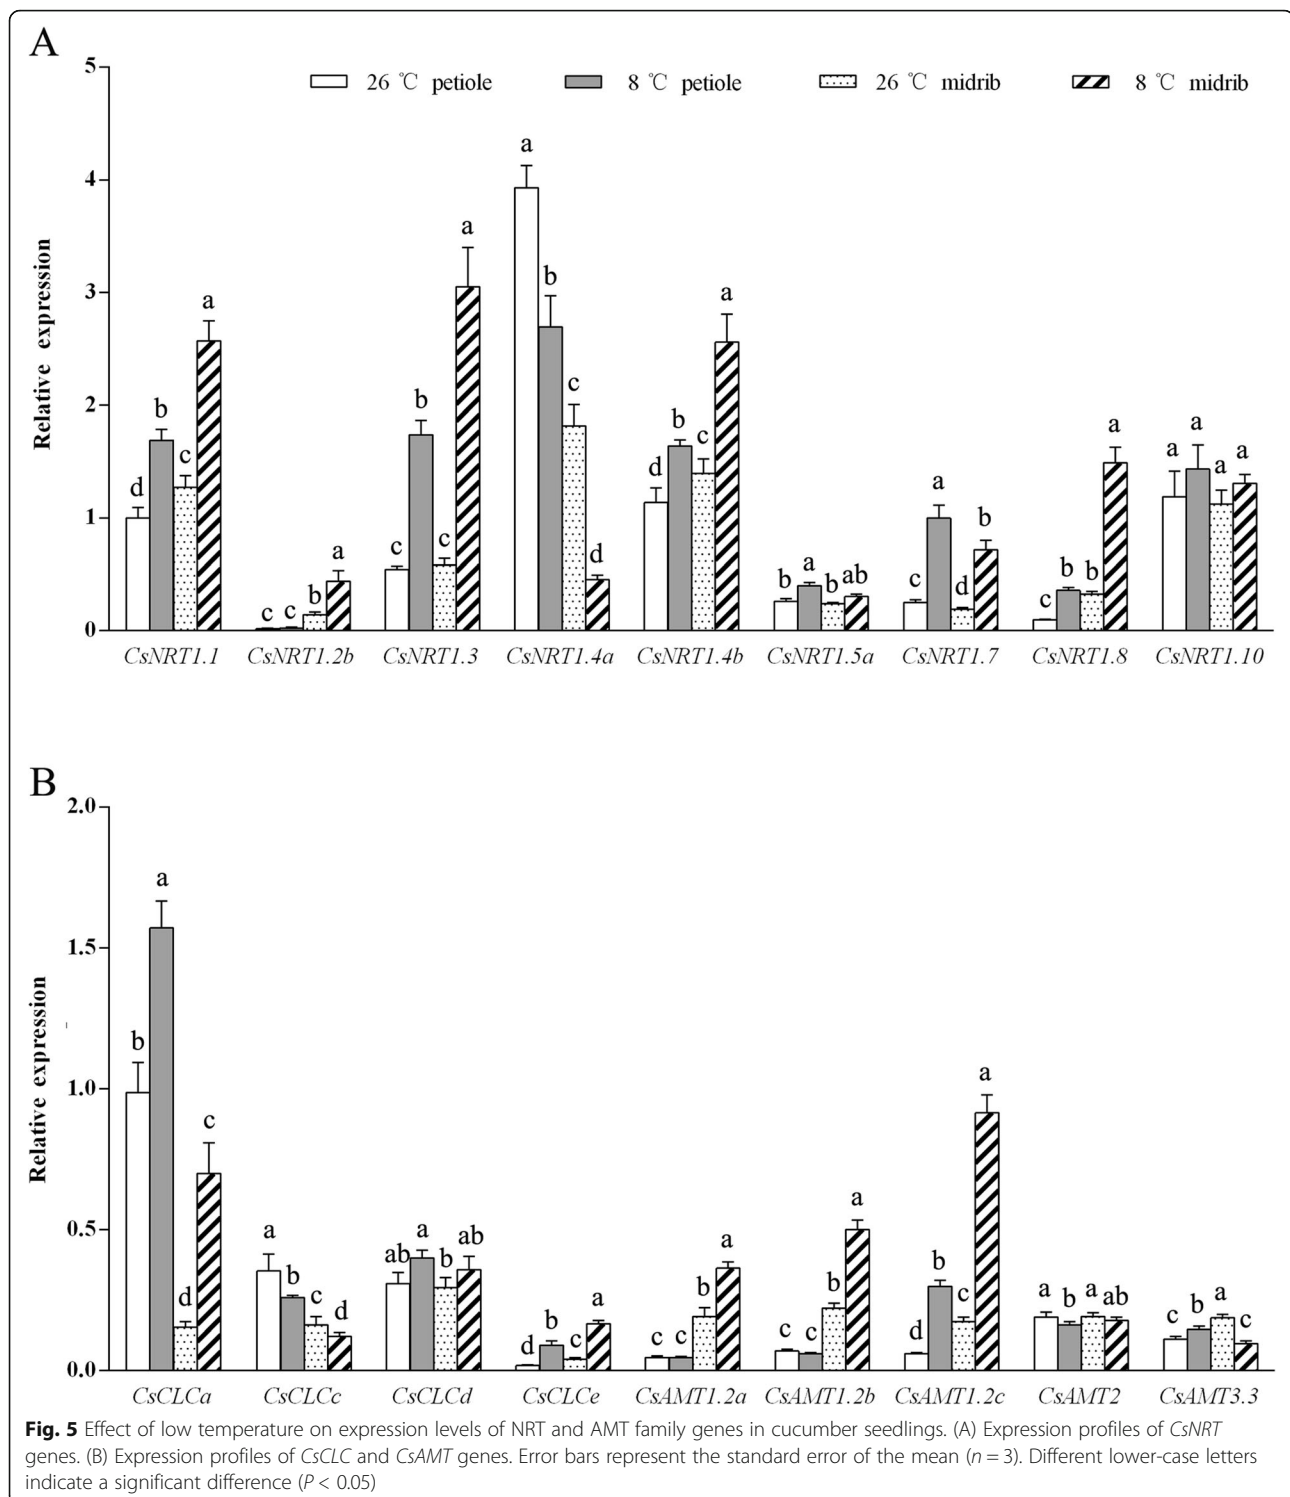 A
5
26 ℃ petiole 8 ℃ petiole 26 ℃ midrib 8 ℃ midrib
a
4
a
b
a
3
a
c
2
b
b
b
c
c
d
a
a
a
a
a
a
1
d
b
c
c
d
b
a
b
ab
c
d
c
b
b
c
c
b
a
0
Relative expression
CsNRT1.1 CsNRT1.2b CsNRT1.3 CsNRT1.4a CsNRT1.4b CsNRT1.5a CsNRT1.7 CsNRT1.8 CsNRT1.10
B
2.0
a
1.5
b
1.0
a
c
a
0.5
a
b
ab
a
b
ab
a
b
b
c
d
d
d
b
c
a
c
c
b
c
c
d
c
a
b
a
ab
c
b
a
c
0.0
Relative expression
CsCLCa CsCLCc CsCLCd CsCLCe CsAMT1.2a CsAMT1.2b CsAMT1.2c CsAMT2 CsAMT3.3
Fig. 5 Effect of low temperature on expression levels of NRT and AMT family genes in cucumber seedlings. (A) Expression profiles of CsNRT
genes. (B) Expression profiles of CsCLC and CsAMT genes. Error bars represent the standard error of the mean (n = 3). Different lower-case letters
indicate a significant difference (P < 0.05)